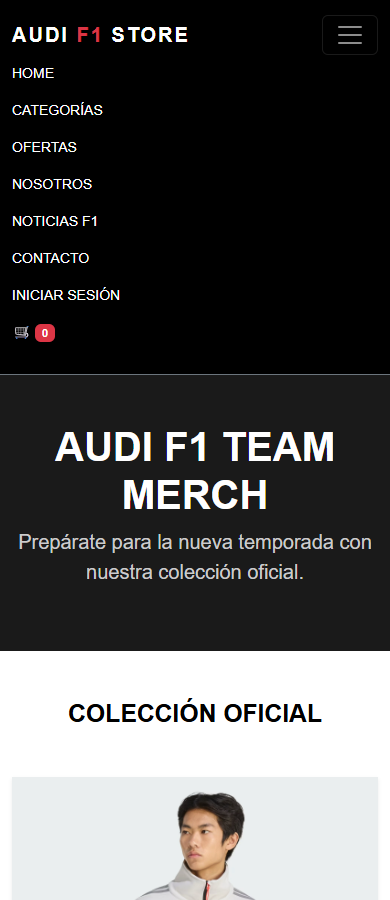 AUDI F1 STORE
HOME
CATEGORÍAS
OFERTAS
NOSOTROS
NOTICIAS F1
CONTACTO
INICIAR SESIÓN
0
AUDI F1 TEAM
MERCH
Prepárate para la nueva temporada con
nuestra colección oficial.
COLECCIÓN OFICIAL